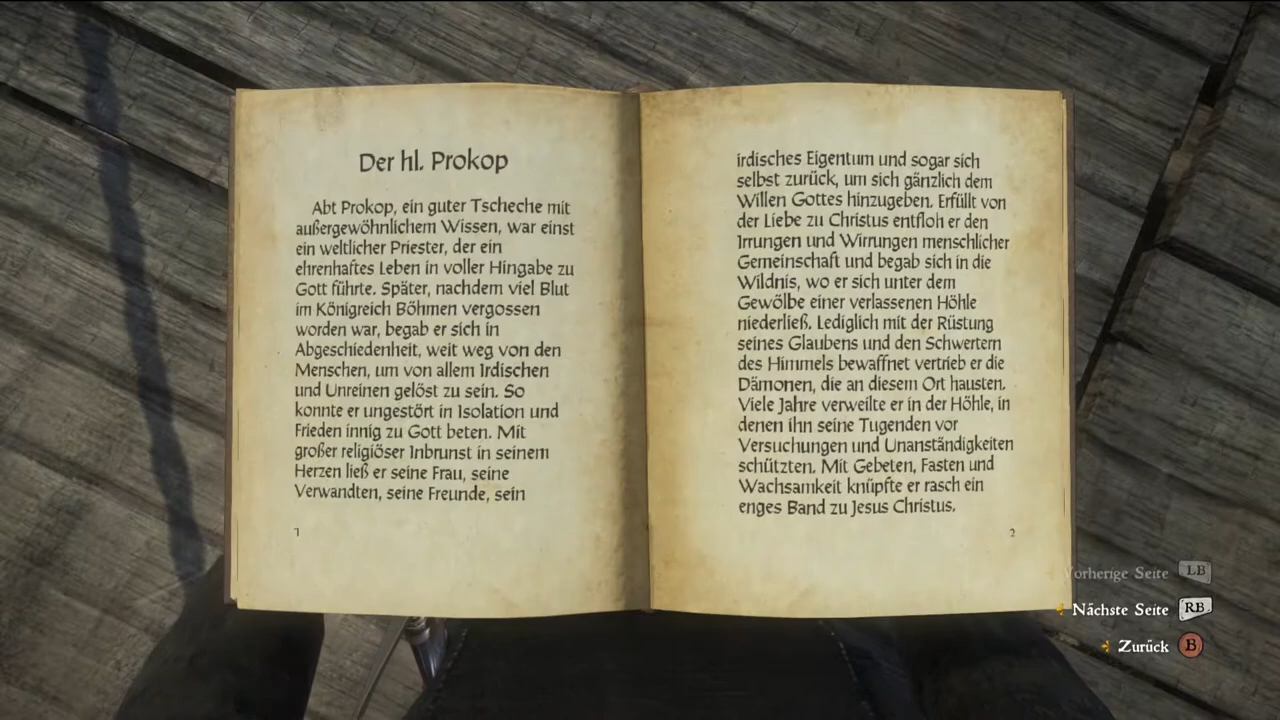 Der hl. Prokop
Abt Prokop, ein guter Tscheche mit
außergewöhnlichem Wissen, war einst
ein weltlicher Priester, der ein
ehrenhaftes Leben in voller Hingabe zu
Gott führte. Später, nachdem viel Blut
im Königreich Böhmen vergossen
worden war, begab er sich in
Abgeschiedenheit, weit weg von den
Menschen, um von allem Irdischen
und Unreinen gelöst zu sein. So
konnte er ungestört in Isolation und
Frieden innig zu Gott beten. Mit
großer religiöser Inbrunst in seinem
Herzen ließ er seine Frau, seine
Verwandten, seine Freunde, sein
1
irdisches Eigentum und sogar sich
selbst zurück, um sich gänzlich dem
Willen Gottes hinzugeben. Erfüllt von
der Liebe zu Christus entfloh er den
Irrungen und Wirrungen menschlicher
Gemeinschaft und begab sich in die
Wildnis, wo er sich unter dem
Gewölbe einer verlassenen Höhle
niederließ. Lediglich mit der Rüstung
seines Glaubens und den Schwertern
des Himmels bewaffnet vertrieb er die
Dämonen, die an diesem Ort hausten.
Viele Jahre verweilte er in der Höhle, in
denen ihn seine Tugenden vor
Versuchungen und Unanständigkeiten
schützten. Mit Gebeten, Fasten und
Wachsamkeit knüpfte er rasch ein
enges Band zu Jesus Christus.
2
Vorherige Seite LB
Nächste Seite RB
Zurück B